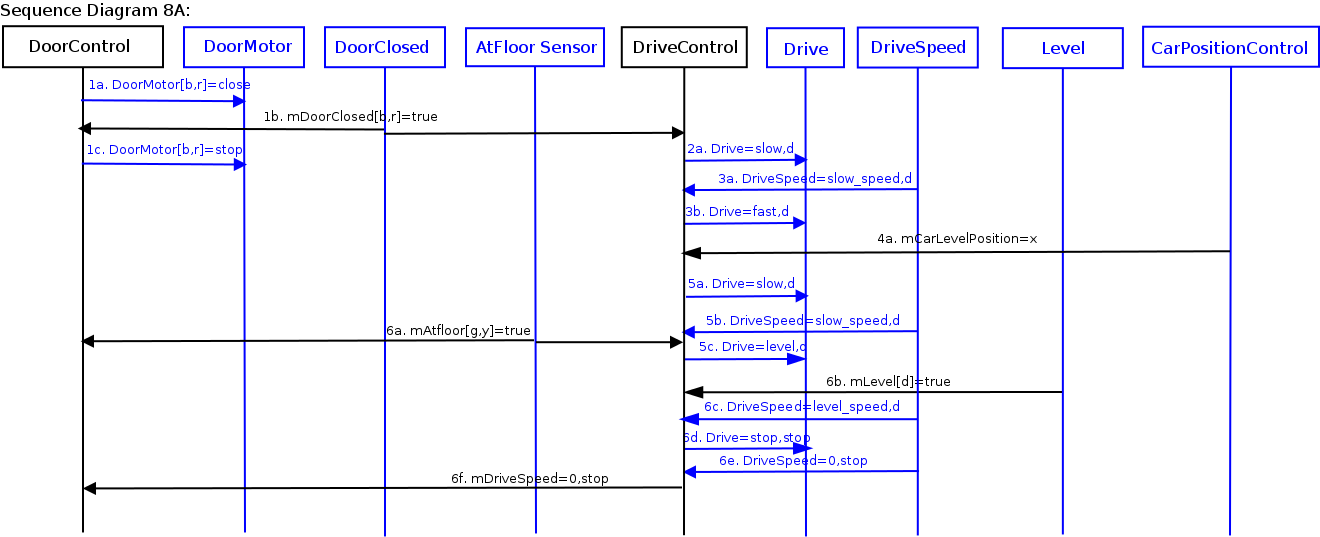 Sequence Diagram 8A:
DoorControl
DoorMotor
DoorClosed
AtFloor Sensor
DriveControl
Drive
DriveSpeed
Level
CarPositionControl
1a. DoorMotor[b,r]=close
1b. mDoorClosed[b,r]=true
1c. DoorMotor[b,r]=stop
2a. Drive=slow,d
3a. DriveSpeed=slow_speed,d
3b. Drive=fast,d
4a. mCarLevelPosition=x
5a. Drive=slow,d
5b. DriveSpeed=slow_speed,d
6a. mAtfloor[g,y]=true
5c. Drive=level,d
6b. mLevel[d]=true
6c. DriveSpeed=level_speed,d
6d. Drive=stop,stop
6e. DriveSpeed=0,stop
6f. mDriveSpeed=0,stop